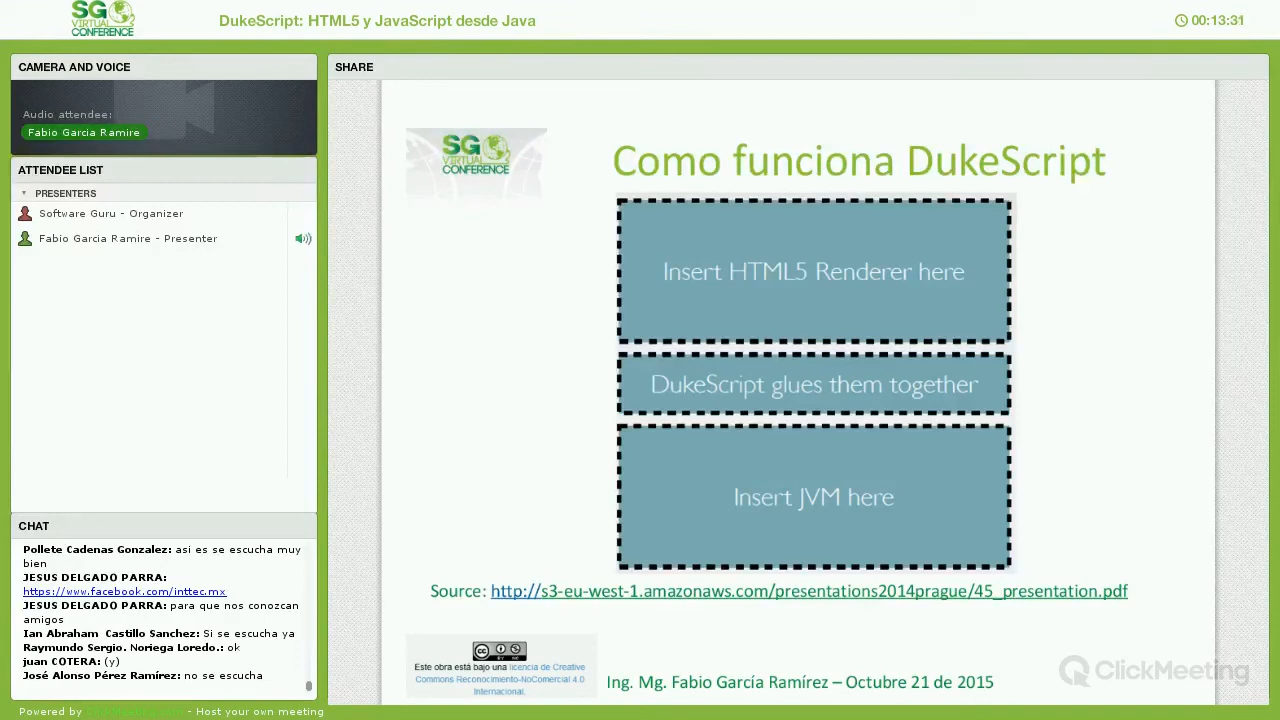 SG
VIRTUAL
CONFERENCE
DukeScript: HTML5 y JavaScript desde Java
00:13:31
CAMERA AND VOICE
Audio attendee:
Fabio Garcia Ramire
ATTENDEE LIST
PRESENTERS
Software Guru - Organizer
Fabio Garcia Ramire - Presenter
CHAT
Pollete Cadenas Gonzalez: asi es se escucha muy
bien
JESUS DELGADO PARRA:
https://www.facebook.com/inttec.mx
JESUS DELGADO PARRA: para que nos conozcan
amigos
Ian Abraham Castillo Sanchez: Si se escucha ya
Raymundo Sergio. Noriega Loredo.: ok
juan COTERA: (y)
José Alonso Pérez Ramírez: no se escucha
Powered by - Host your own meeting
SHARE
SG
VIRTUAL
CONFERENCE
Como funciona DukeScript
Insert HTML5 Renderer here
DukeScript glues them together
Insert JVM here
Source: http://s3-eu-west-1.amazonaws.com/presentations2014prague/45_presentation.pdf
Este obra está bajo una licencia de Creative
Commons Reconocimiento-NoComercial 4.0
Internacional.
Ing. Mg. Fabio García Ramírez – Octubre 21 de 2015
ClickMeeting